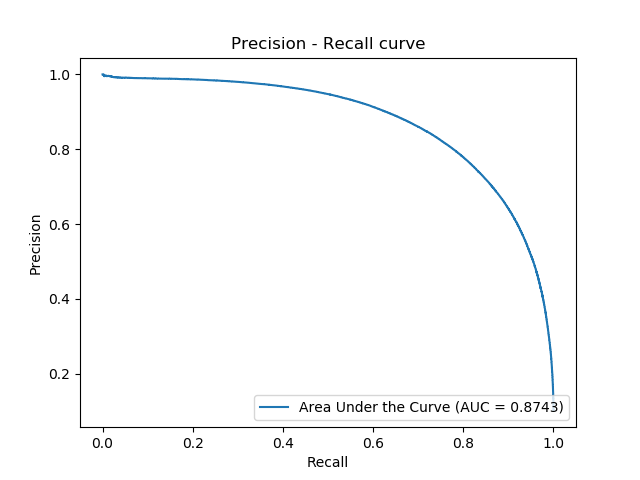 Precision - Recall curve
1.0
0.8
0.6
0.4
0.2
Precision
Area Under the Curve (AUC = 0.8743)
0.0 0.2 0.4 0.6 0.8 1.0
Recall